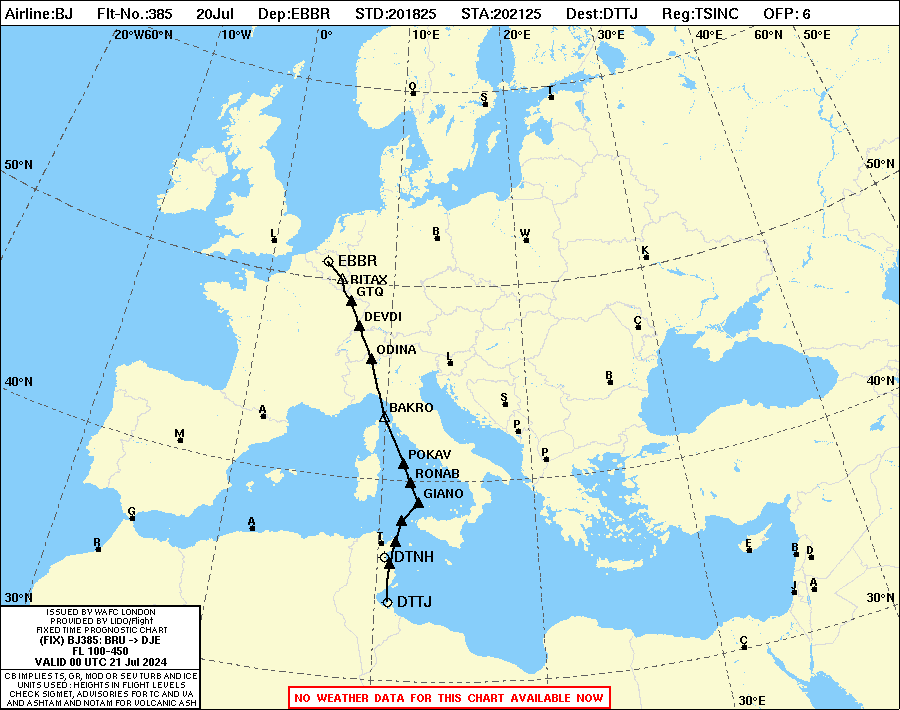 Airline:BJ Flt-No.:385 20Jul Dep:EBBR STD:201825 STA:202125 Dest:DTTJ Reg:TSINC OFP: 6
20°W60°N 10°W 0° 10°E 20°E 30°E 40°E 60°N 50°E
O
S
T
50°N
50°N
L
B
W
K
EBBR
RITAX
GTQ
DEVDI
C
ODINA
L
40°N
B
40°N
S
BAKRO
A
P
M
POKAV
P
RONAB
GIANO
G
A
T
R
E
B
D
DTNH
J
A
30°N
30°N
DTTJ
C
ISSUED BY WAFC LONDON
PROVIDED BY LIDO/Flight
FIXED TIME PROGNOSTIC CHART
(FIX) BJ385: BRU -> DJE
FL 100-450
VALID 00 UTC 21 Jul 2024
CB IMPLIES TS, GR, MOD OR SEV TURB AND ICE
UNITS USED : HEIGHTS IN FLIGHT LEVELS
CHECK SIGMET, ADVISORIES FOR TC AND VA
AND ASHTAM AND NOTAM FOR VOLCANIC ASH
NO WEATHER DATA FOR THIS CHART AVAILABLE NOW
30°E